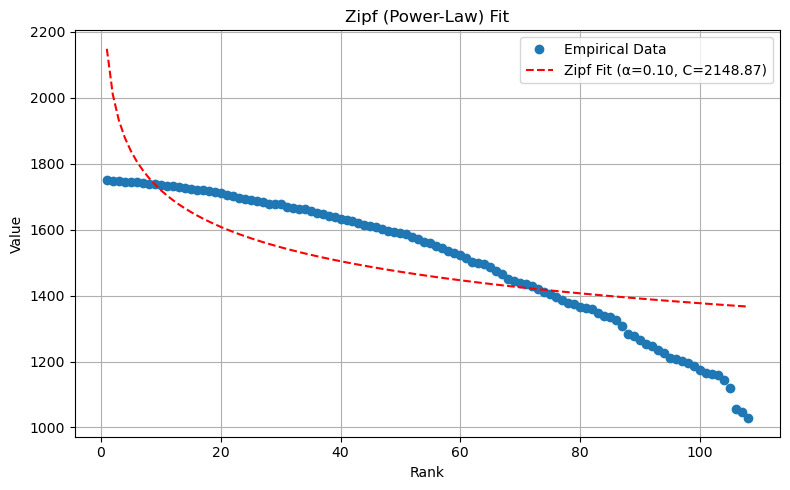 Zipf (Power-Law) Fit
Empirical Data
Zipf Fit (α=0.10, C=2148.87)
2200
2000
1800
1600
1400
1200
1000
Value
0 20 40 60 80 100
Rank